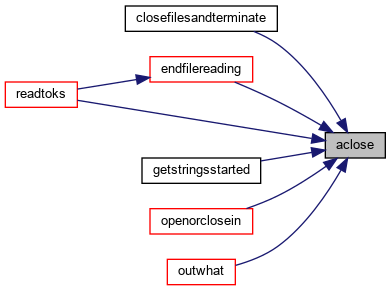 closefilesandterminate
endfilereading
readtoks
aclose
getstringsstarted
openorclosein
outwhat